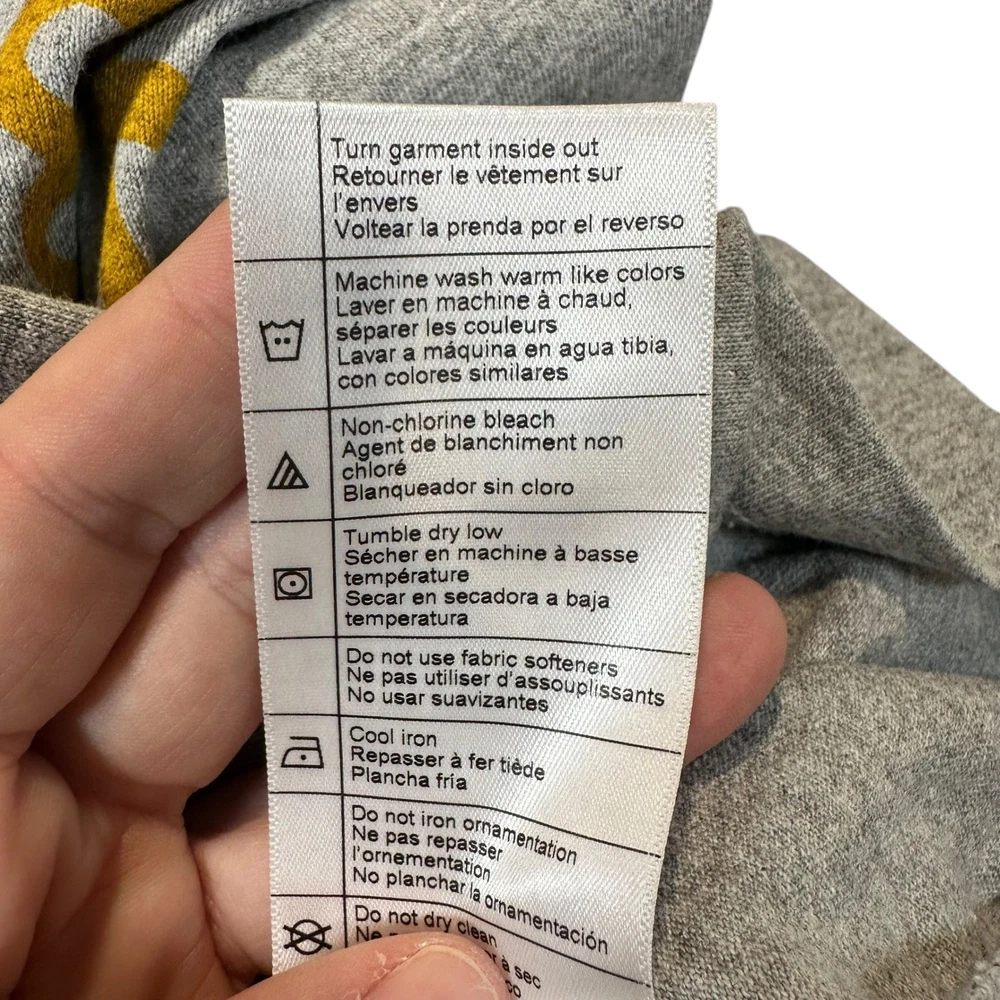 Turn garment inside out
Retourner le vêtement sur
l'envers
Voltear la prenda por el reverso
Machine wash warm like colors
Laver en machine à chaud,
séparer les couleurs
Lavar a máquina en agua tibia,
con colores similares
Non-chlorine bleach
Agent de blanchiment non
chloré
Blanqueador sin cloro
Tumble dry low
Sécher en machine à basse
température
Secar en secadora a baja
temperatura
Do not use fabric softeners
Ne pas utiliser d'assouplissants
No usar suavizantes
Cool iron
Repasser à fer tiède
Plancha fría
Do not iron ornamentation
Ne pas repasser
l'ornementation
No planchar la ornamentación
Do not dry clean
Ne
à sec